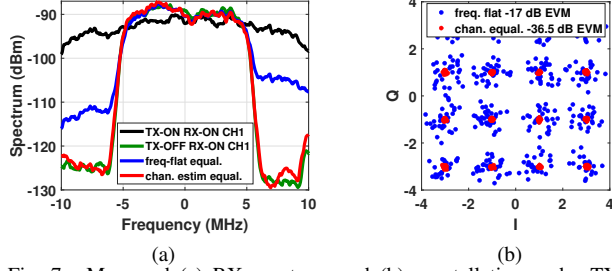 -90
-100
-110
-120
-130
Spectrum (dBm)
TX-ON RX-ON CH1
TX-OFF RX-ON CH1
freq-flat equal.
chan. estim equal.
-10 -5 0 5 10
Frequency (MHz)
(a)
4
2
0
-2
-4
Q
freq. flat -17 dB EVM
chan. equal. -36.5 dB EVM
-4 -2 0 2 4
I
(b)
Fig. 7. Measured (a) RX spectrum and (b) constellation under TX